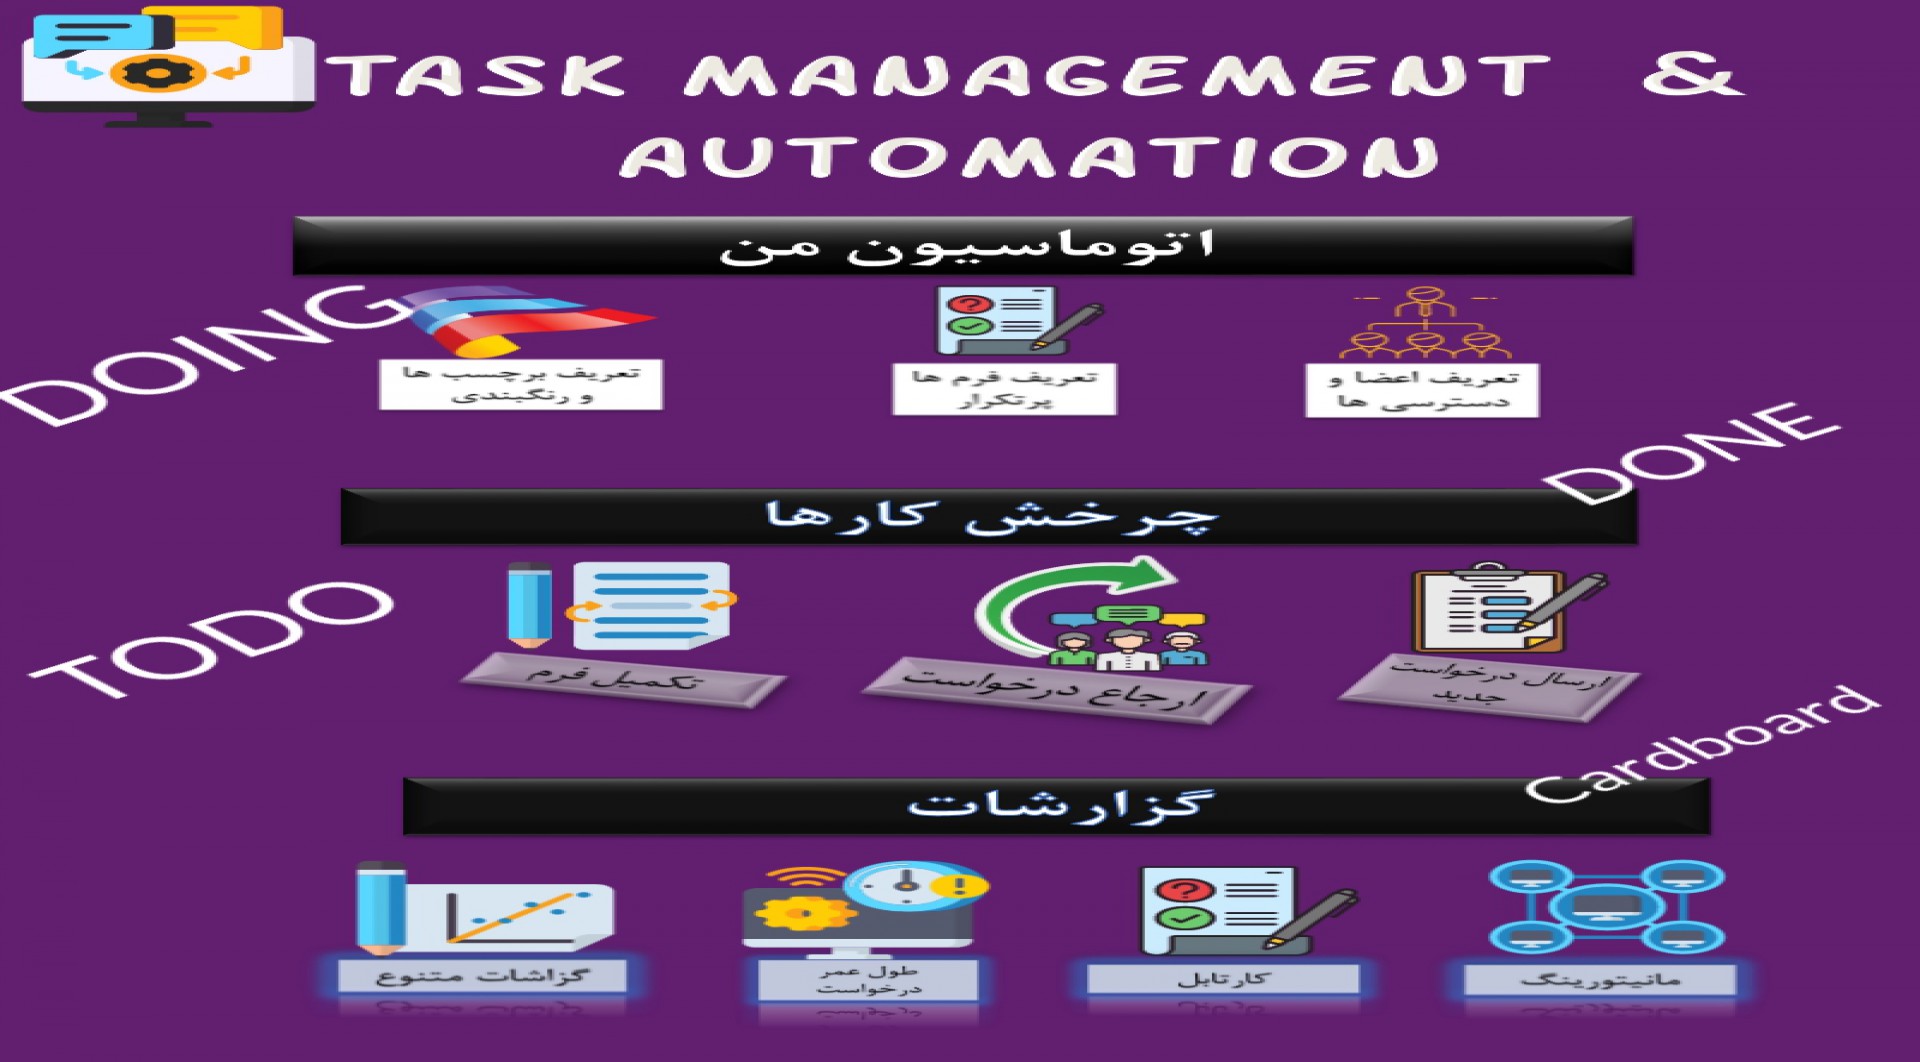 TASK MANAGEMENT &
AUTOMATION
اتوماسیون من
DOING
تعریف اعضا و
دسترسی ها
تعریف فرم ها
پرتکرار
تعریف برچسب ها
و رنگبندی
DONE
چرخش کارها
TODO
ارسال درخواست
جدید
ارجاع درخواست
تکمیل فرم
Cardboard
گزارشات
مانیتورینگ
کارتابل
طول عمر
درخواست
گزاشات متنوع